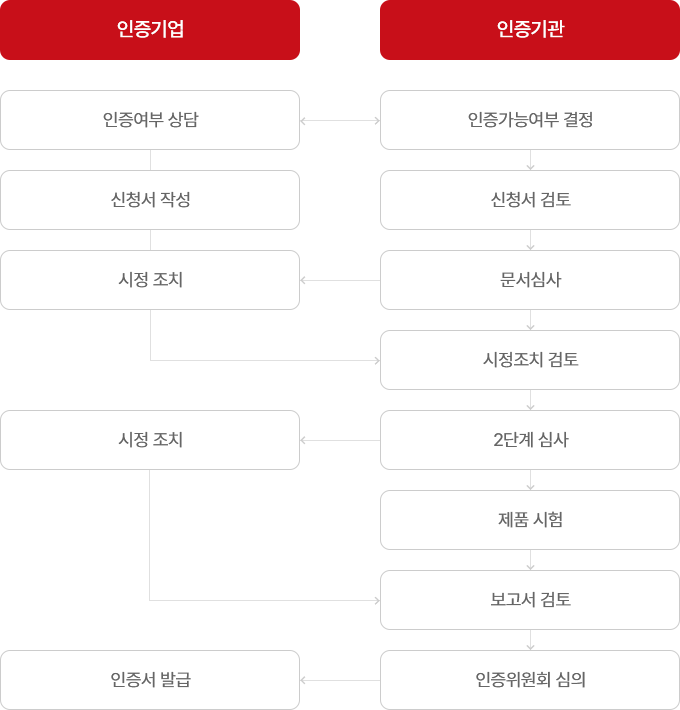 인증기업
인증기관
인증여부 상담
인증가능여부 결정
신청서 작성
신청서 검토
시정 조치
문서심사
시정조치 검토
시정 조치
2단계 심사
제품 시험
보고서 검토
인증서 발급
인증위원회 심의